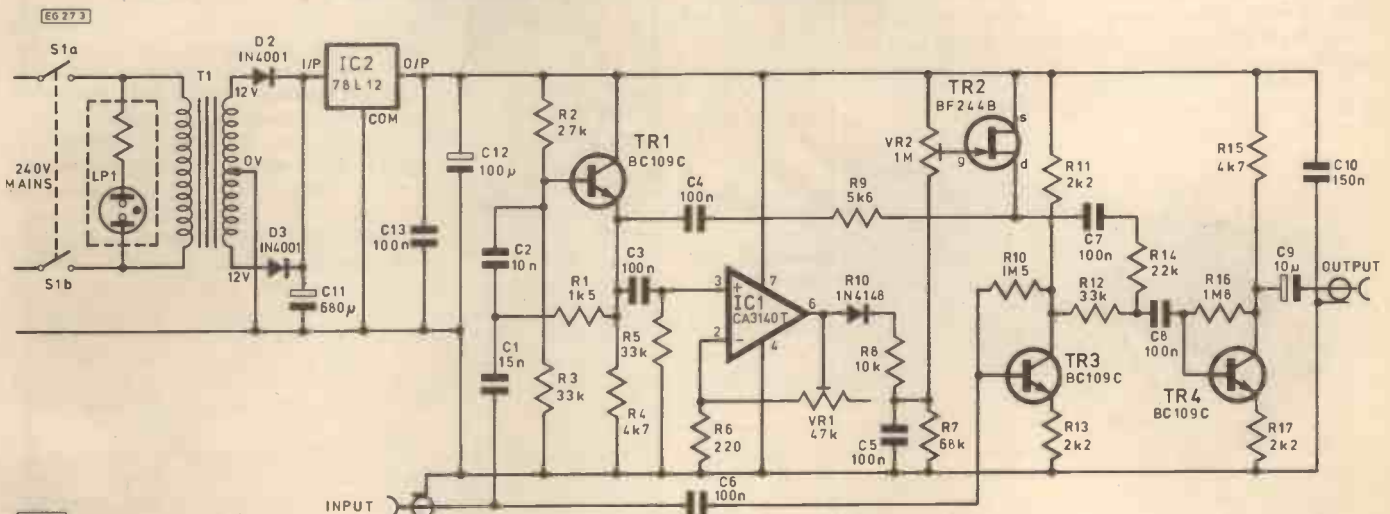 EG 273
S1a
S1b
240V
MAINS
LP1
T1
12V
0V
12V
D2
IN4001
D3
IN4001
C11
680µ
I/P
IC2
78L12
O/P
COM
C13
100n
C12
100µ
C2
10n
C1
15n
R2
27k
R3
33k
R1
1k5
TR1
BC109C
C3
100n
R5
33k
R4
4k7
C4
100n
R9
5k6
3
+
2
-
7
6
4
IC1
CA3140T
R6
220
VR1
47k
R10
1N4148
R8
10k
C5
100n
R7
68k
VR2
1M
TR2
BF244B
s
g
d
R11
2k2
C7
100n
R14
22k
R10
1M5
R12
33k
C8
100n
TR3
BC109C
R13
2k2
R15
4k7
R16
1M8
TR4
BC109C
R17
2k2
C10
150n
C9
10µ
OUTPUT
INPUT
C6
100n